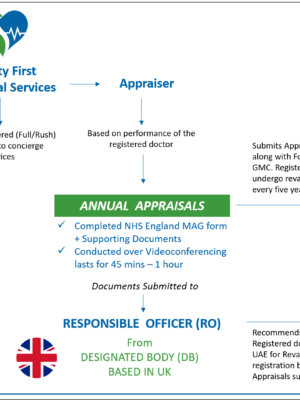 ty First
al Services
Appraiser
ered (Full/Rush)
to concierge
vices
Based on performance of the
registered doctor
Submits Appr
along with Fo
GMC. Registe
undergo reva
every five yea
ANNUAL APPRAISALS
✓ Completed NHS England MAG form
+ Supporting Documents
✓ Conducted over Videoconferencing
lasts for 45 mins – 1 hour
Documents Submitted to
RESPONSIBLE OFFICER (RO)
From
DESIGNATED BODY (DB)
BASED IN UK
Recommends
Registered do
UAE for Reva
registration b
Appraisals su